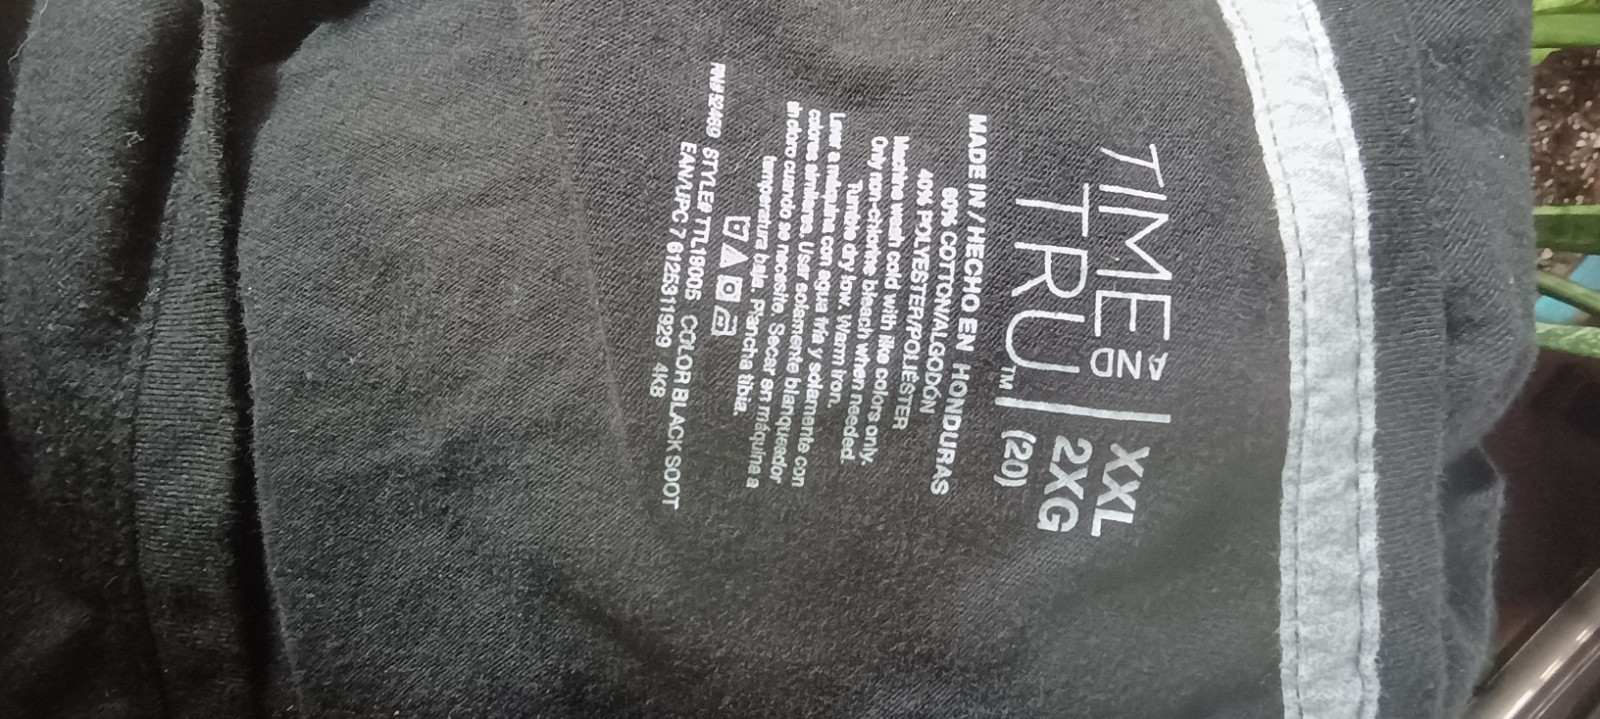 TIME AND TRU™ XXL 2XG (20)
MADE IN / HECHO EN HONDURAS
60% COTTON/ALGODÓN
40% POLYESTER/POLIÉSTER
Machine wash cold with like colors only.
Only non-chlorine bleach when needed.
Tumble dry low. Warm iron.
Lavar a máquina con agua fría y solamente con
colores similares. Usar solamente blanqueador
sin cloro cuando se necesite. Secar en máquina a
temperatura baja. Plancha tibia.
RN# 52469 STYLE# TTL19005 COLOR BLACK SOOT
EAN/UPC 7 6125311929 4K8